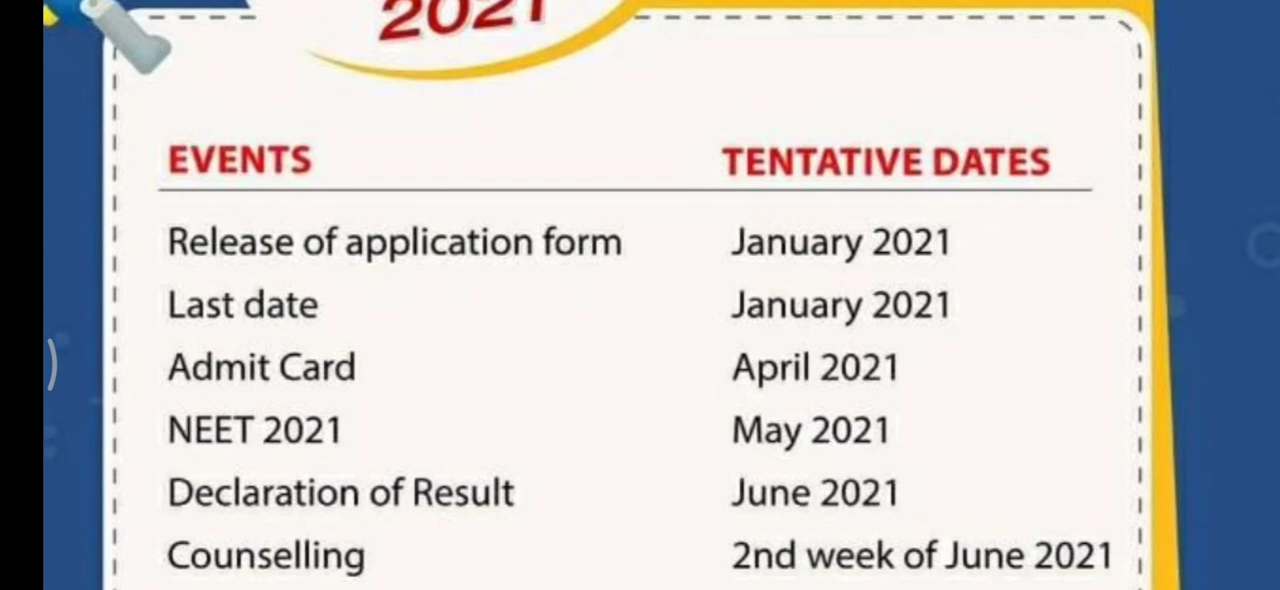 2021
EVENTS TENTATIVE DATES
Release of application form January 2021
Last date January 2021
Admit Card April 2021
NEET 2021 May 2021
Declaration of Result June 2021
Counselling 2nd week of June 2021